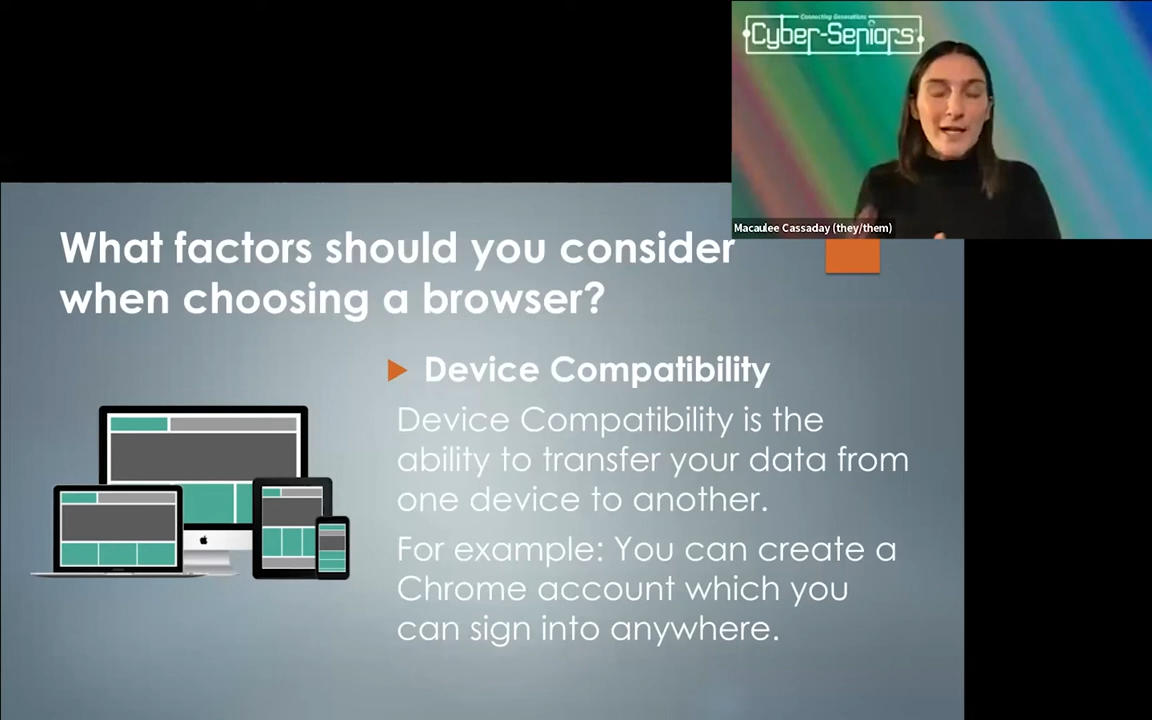 Connecting Generations
Cyber-Seniors
Macaulee Cassaday (they/them)
What factors should you consider
when choosing a browser?
Device Compatibility
Device Compatibility is the
ability to transfer your data from
one device to another.
For example: You can create a
Chrome account which you
can sign into anywhere.